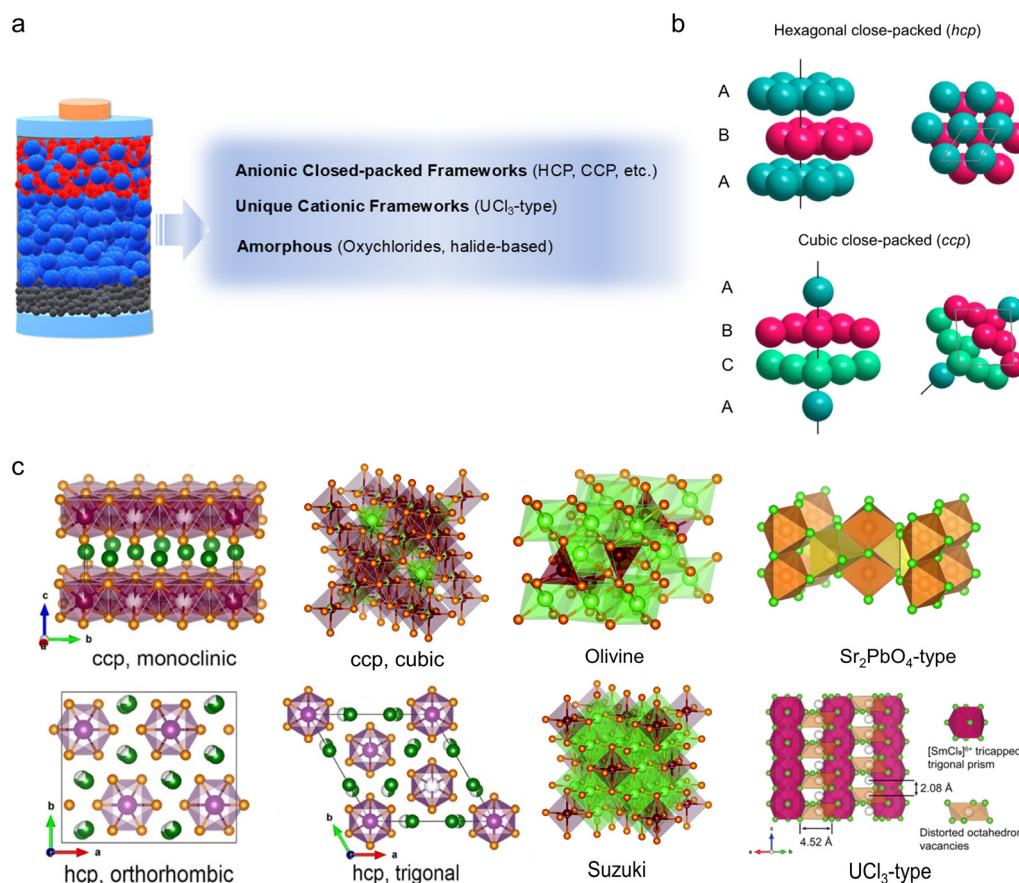 a
Anionic Closed-packed Frameworks (HCP, CCP, etc.)
Unique Cationic Frameworks (UCl₃-type)
Amorphous (Oxychlorides, halide-based)
b
Hexagonal close-packed (hcp)
A
B
A
Cubic close-packed (ccp)
A
B
C
A
c
c
b
a
ccp, monoclinic
ccp, cubic
Olivine
Sr₂PbO₄-type
b
a
hcp, orthorhombic
b
a
hcp, trigonal
Suzuki
[SmCl₉]⁶⁺ tricapped
trigonal prism
2.08 Å
Distorted octahedron
vacancies
4.52 Å
c
a
b
UCl₃-type